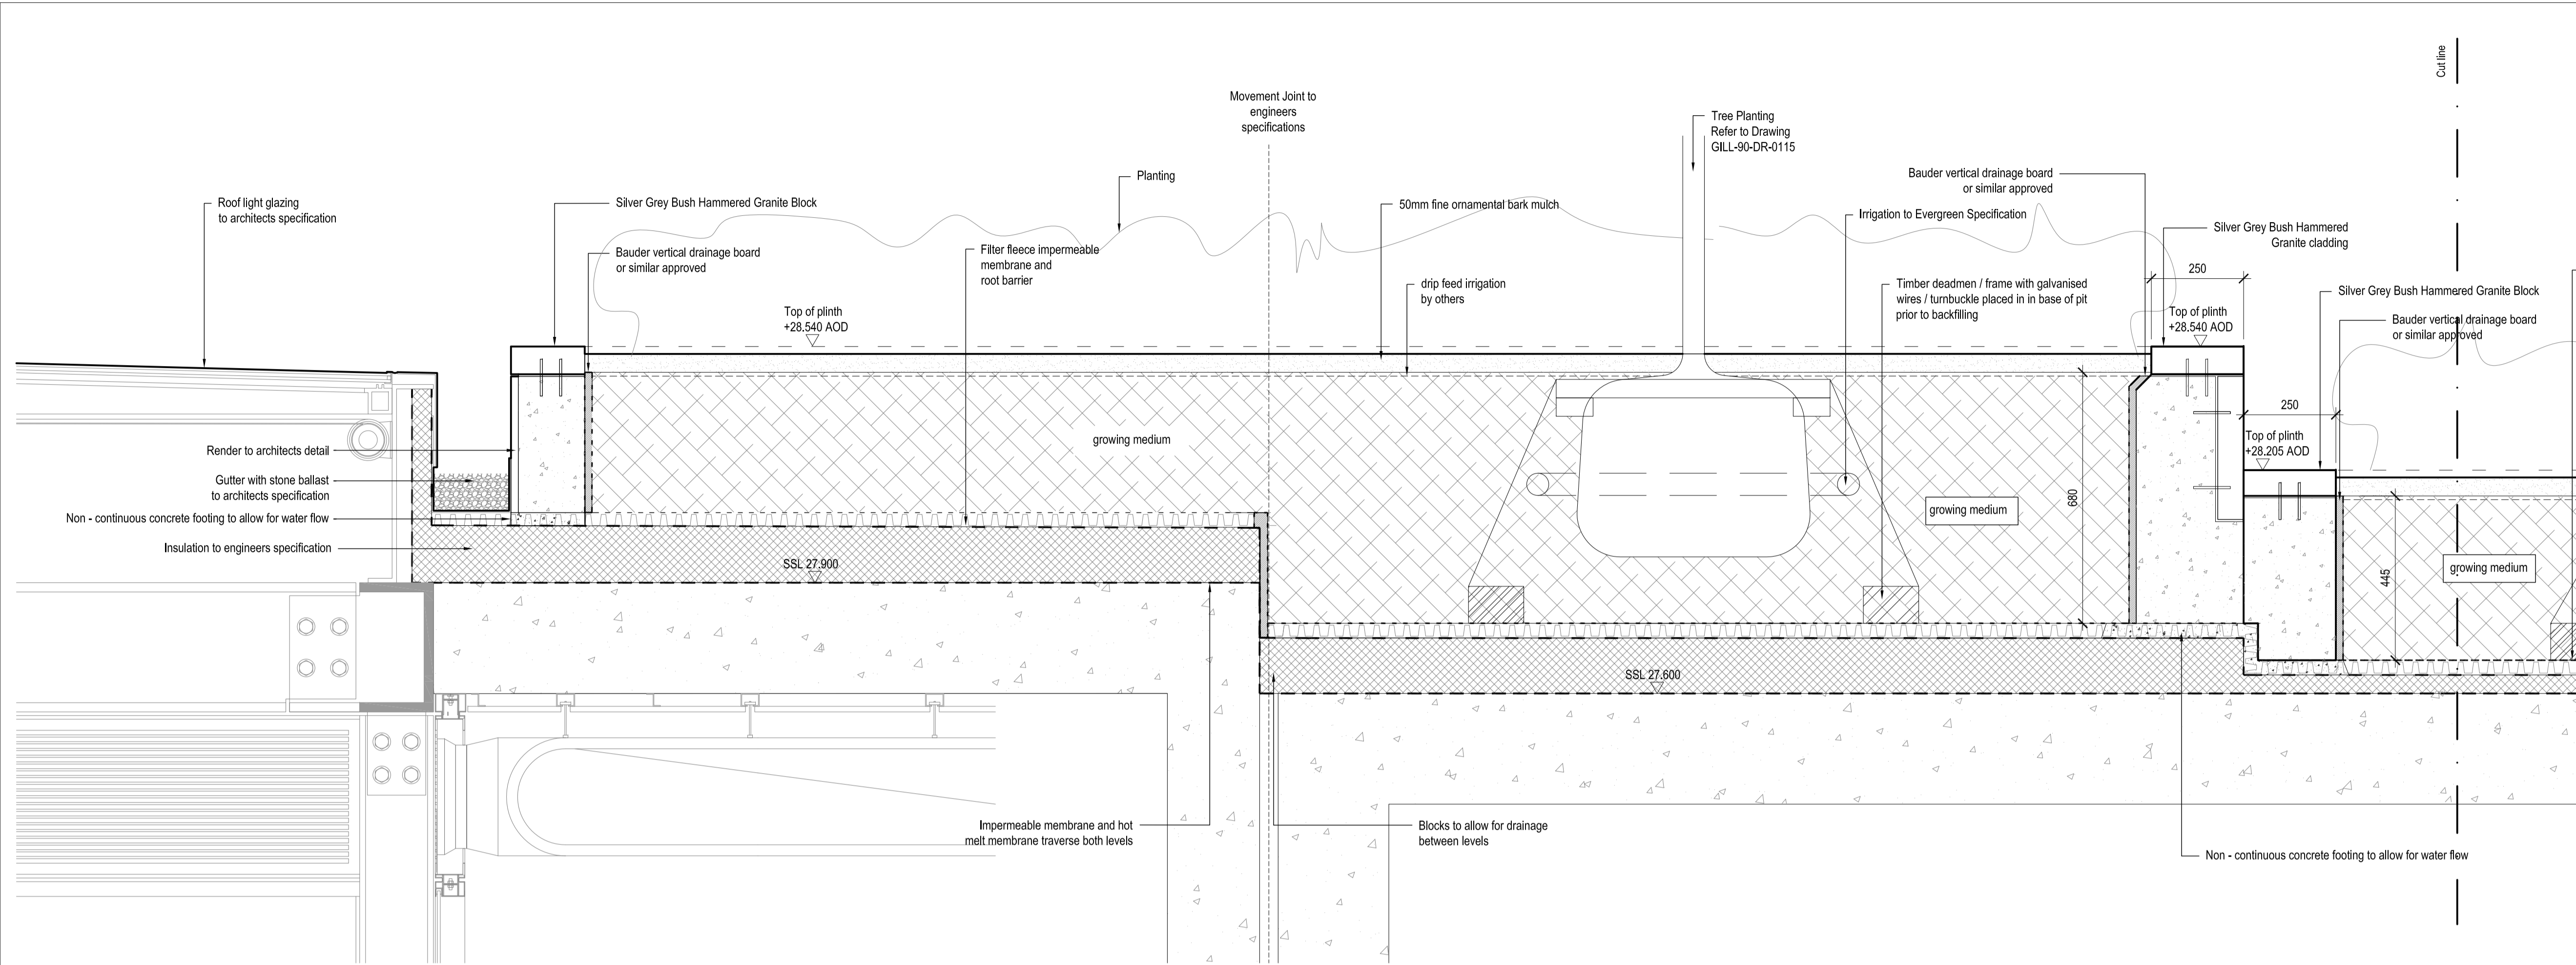 Cut line
Movement Joint to
engineers
specifications
Tree Planting
Refer to Drawing
GILL-90-DR-0115
Planting
Bauder vertical drainage board
or similar approved
Roof light glazing
to architects specification
Silver Grey Bush Hammered Granite Block
50mm fine ornamental bark mulch
Irrigation to Evergreen Specification
Silver Grey Bush Hammered
Granite cladding
Bauder vertical drainage board
or similar approved
Filter fleece impermeable
membrane and
root barrier
250
drip feed irrigation
by others
Timber deadmen / frame with galvanised
wires / turnbuckle placed in in base of pit
prior to backfilling
Silver Grey Bush Hammered Granite Block
Top of plinth
+28.540 AOD
Top of plinth
+28.540 AOD
Bauder vertical drainage board
or similar approved
250
Top of plinth
+28.205 AOD
growing medium
Render to architects detail
Gutter with stone ballast
to architects specification
680
growing medium
Non - continuous concrete footing to allow for water flow
Insulation to engineers specification
SSL 27.900
445
growing medium
SSL 27.600
Impermeable membrane and hot
melt membrane traverse both levels
Blocks to allow for drainage
between levels
Non - continuous concrete footing to allow for water flow